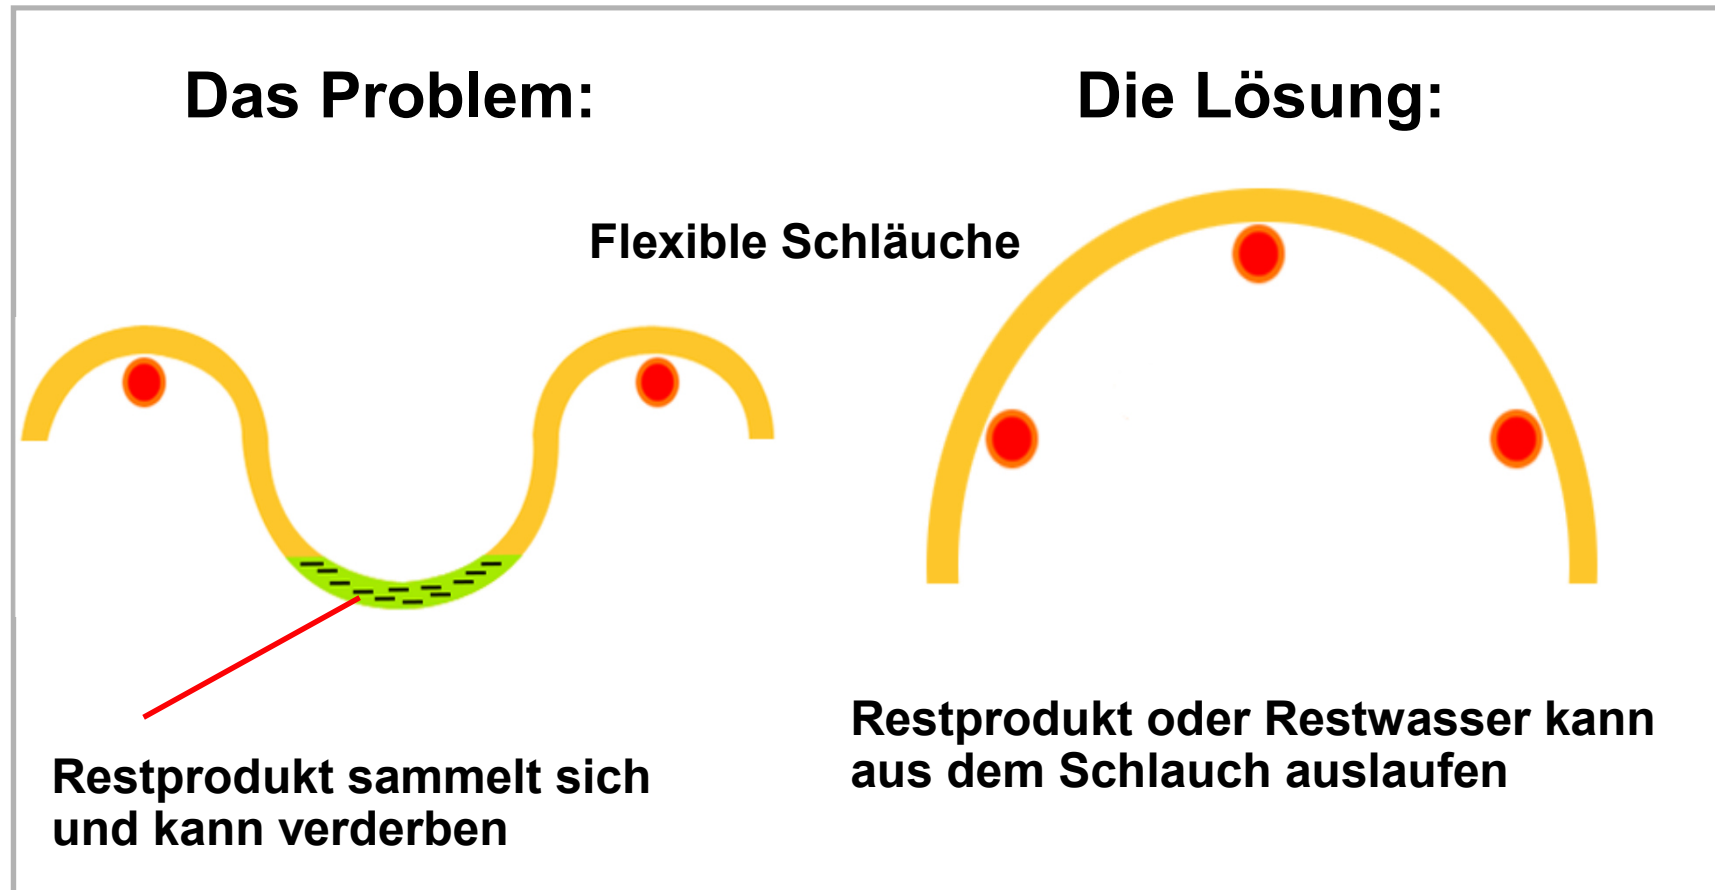 Das Problem:
Die Lösung:
Flexible Schläuche
Restprodukt sammelt sich
und kann verderben
Restprodukt oder Restwasser kann
aus dem Schlauch auslaufen